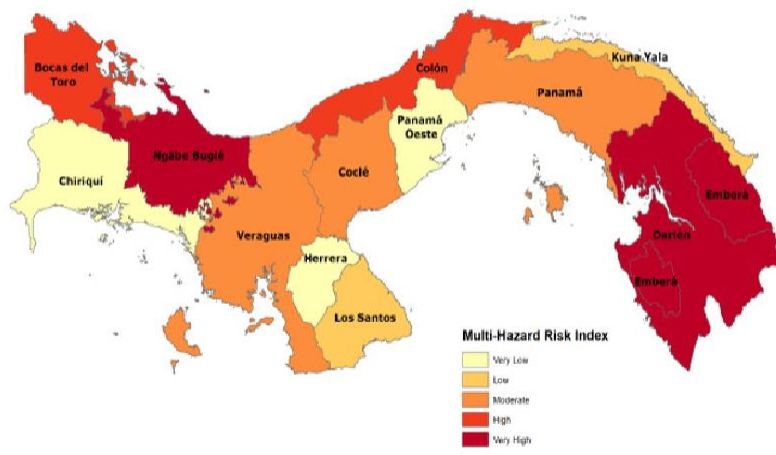 Bocas del
Toro
Colón
Kuna Yala
Panamá
Panamá
Oeste
Ngäbe Buglé
Chiriquí
Coclé
Emberá
Veraguas
Darién
Herrera
Emberá
Los Santos
Multi-Hazard Risk Index
Very Low
Low
Moderate
High
Very High